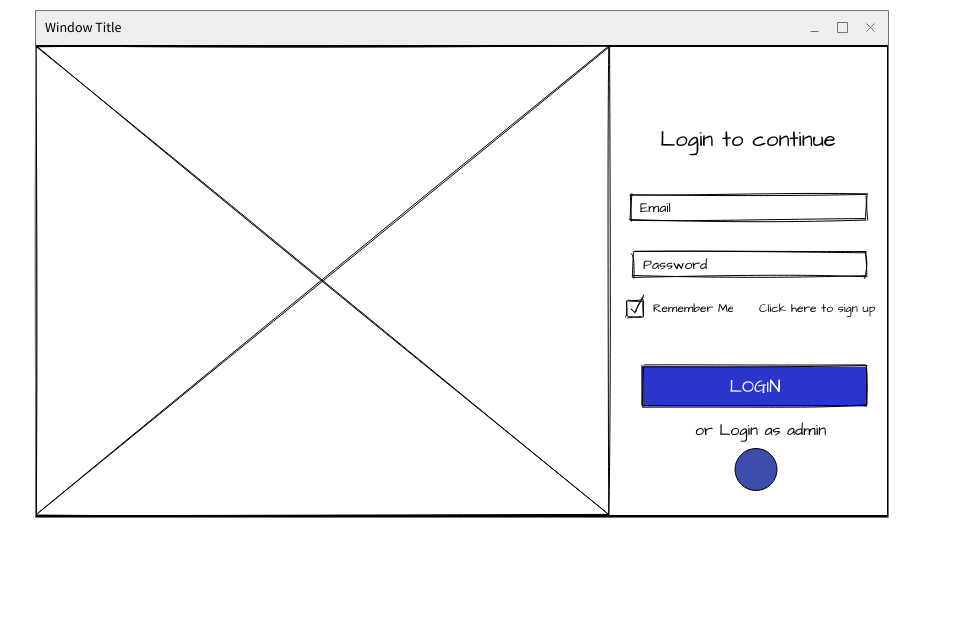 Window Title
Login to continue
Email
Password
Remember Me Click here to sign up
LOGIN
or Login as admin